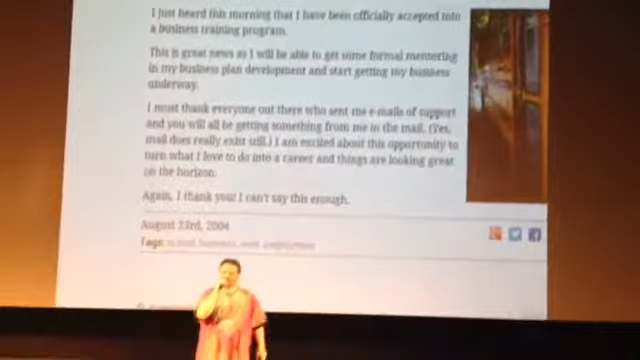 I just heard this morning that I have been officially accepted into
a business training program.
This is great news as I will be able to get some formal mentoring
in my business plan development and start getting my business
underway.
I must thank everyone out there who sent me e-mails of support
and you will all be getting something from me in the mail. (Yes,
mail does really exist still.) I am excited about this opportunity to
turn what I love to do into a career and things are looking great
on the horizon.
Again, I thank you! I can't say this enough.
August 23rd, 2004
Tags: school, business, work, employment